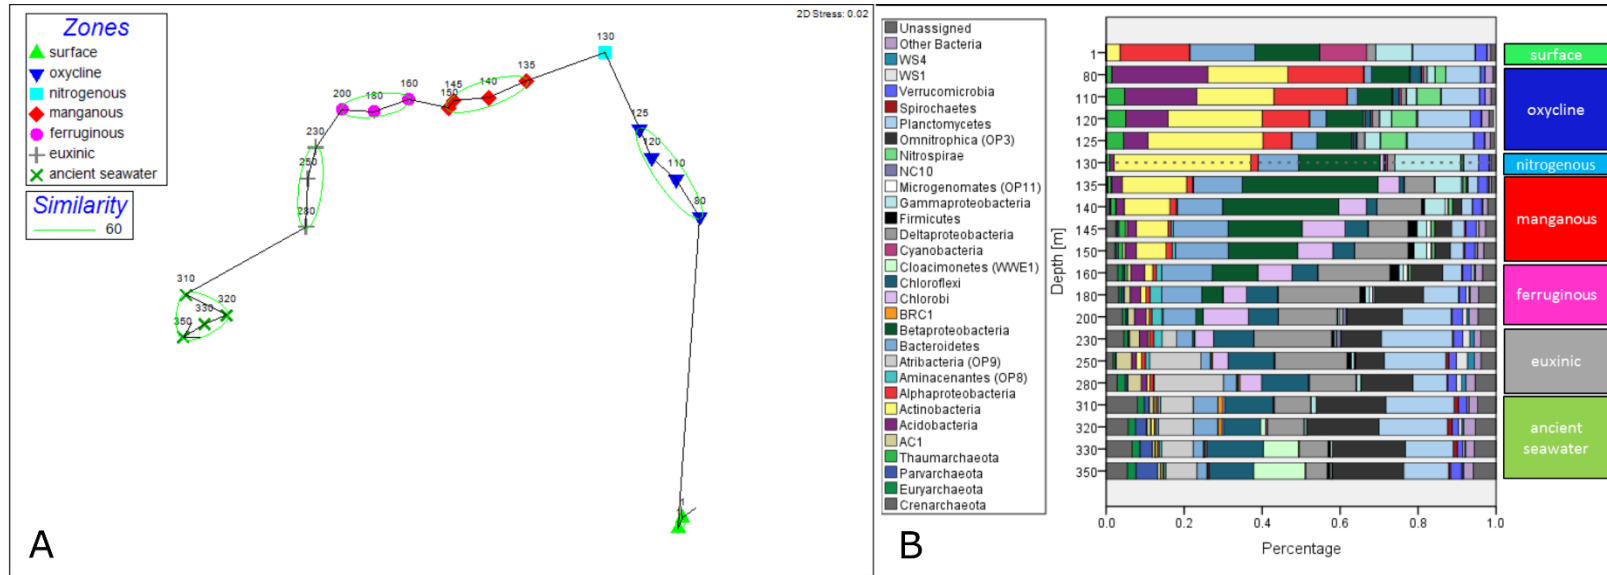 Zones
surface
oxycline
nitrogenous
manganous
ferruginous
euxinic
ancient seawater
Similarity
60
2D Stress: 0.02
130
135
140
145
150
160
180
200
230
250
280
310
320
330
350
125
120
110
80
1
A
Unassigned
Other Bacteria
WS4
WS1
Verrucomicrobia
Spirochaetes
Planctomycetes
Omnitrophica (OP3)
Nitrospirae
NC10
Microgenomates (OP11)
Gammaproteobacteria
Firmicutes
Deltaproteobacteria
Cyanobacteria
Cloacimonetes (WWE1)
Chloroflexi
Chlorobi
BRC1
Betaproteobacteria
Bacteroidetes
Atribacteria (OP9)
Aminacenantes (OP8)
Alphaproteobacteria
Actinobacteria
Acidobacteria
AC1
Thaumarchaeota
Parvarchaeota
Euryarchaeota
Crenarchaeota
B
Depth [m]
1
80
110
120
125
130
135
140
145
150
160
180
200
230
250
280
310
320
330
350
0.0 0.2 0.4 0.6 0.8 1.0
Percentage
surface
oxycline
nitrogenous
manganous
ferruginous
euxinic
ancient
seawater